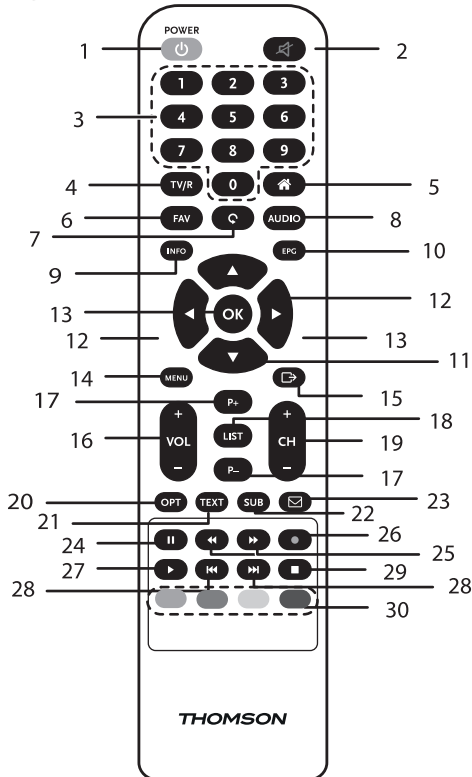 POWER
1 2
1 2 3
3 4 5 6
7 8 9
4 TV/R 0 5
6 FAV AUDIO 8
7
INFO EPG 10
9
13 OK 12
12 13
11
14 MENU
17 P+ 15
+ + 18
16 VOL LIST CH 19
− P− − 17
20 OPT TEXT SUB 23
21 22
24 26
25
27 29
28 28
30
THOMSON